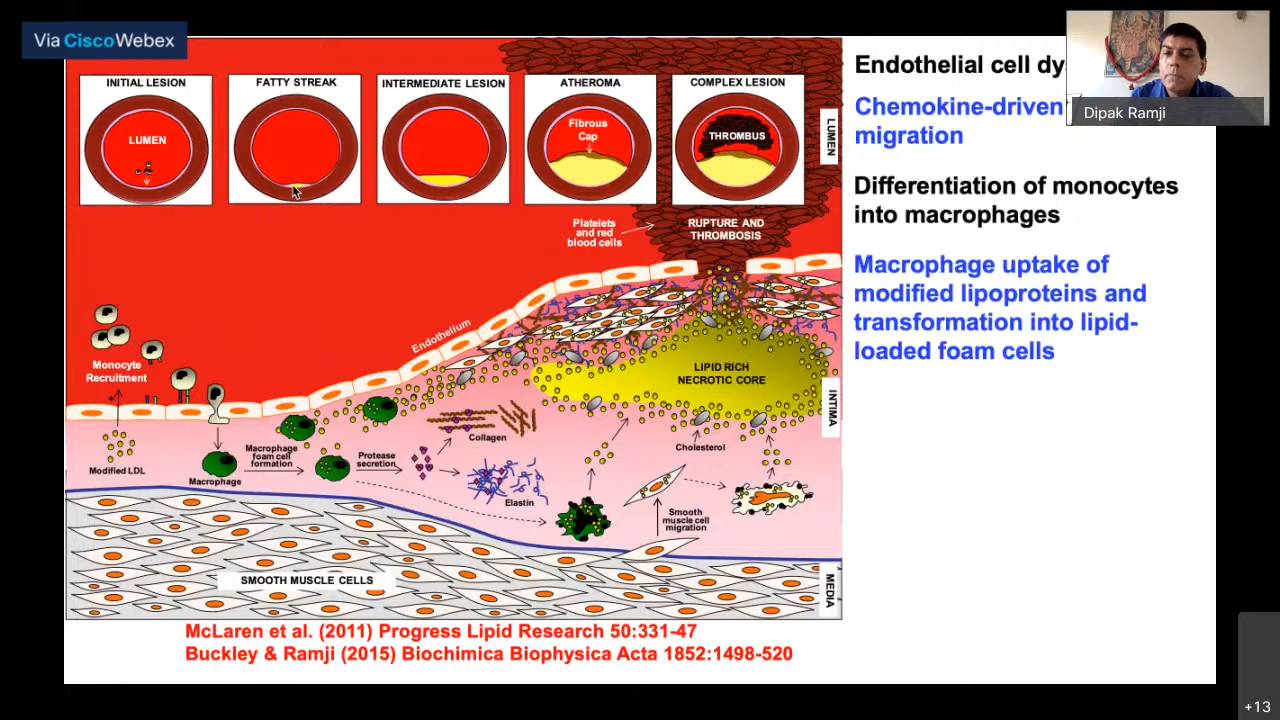 Via CiscoWebex
INITIAL LESION
FATTY STREAK
INTERMEDIATE LESION
ATHEROMA
COMPLEX LESION
LUMEN
Fibrous
Cap
THROMBUS
LUMEN
Platelets
and red
blood cells
RUPTURE AND
THROMBOSIS
Endothelium
Monocyte
Recruitment
LIPID RICH
NECROTIC CORE
INTIMA
Modified LDL
Macrophage
Macrophage
foam cell
formation
Protease
secretion
Collagen
Elastin
Cholesterol
Smooth
muscle cell
migration
SMOOTH MUSCLE CELLS
MEDIA
McLaren et al. (2011) Progress Lipid Research 50:331-47
Buckley & Ramji (2015) Biochimica Biophysica Acta 1852:1498-520
Endothelial cell
Chemokine-driven
migration
Differentiation of monocytes
into macrophages
Macrophage uptake of
modified lipoproteins and
transformation into lipid-
loaded foam cells
Dipak Ramji
+13